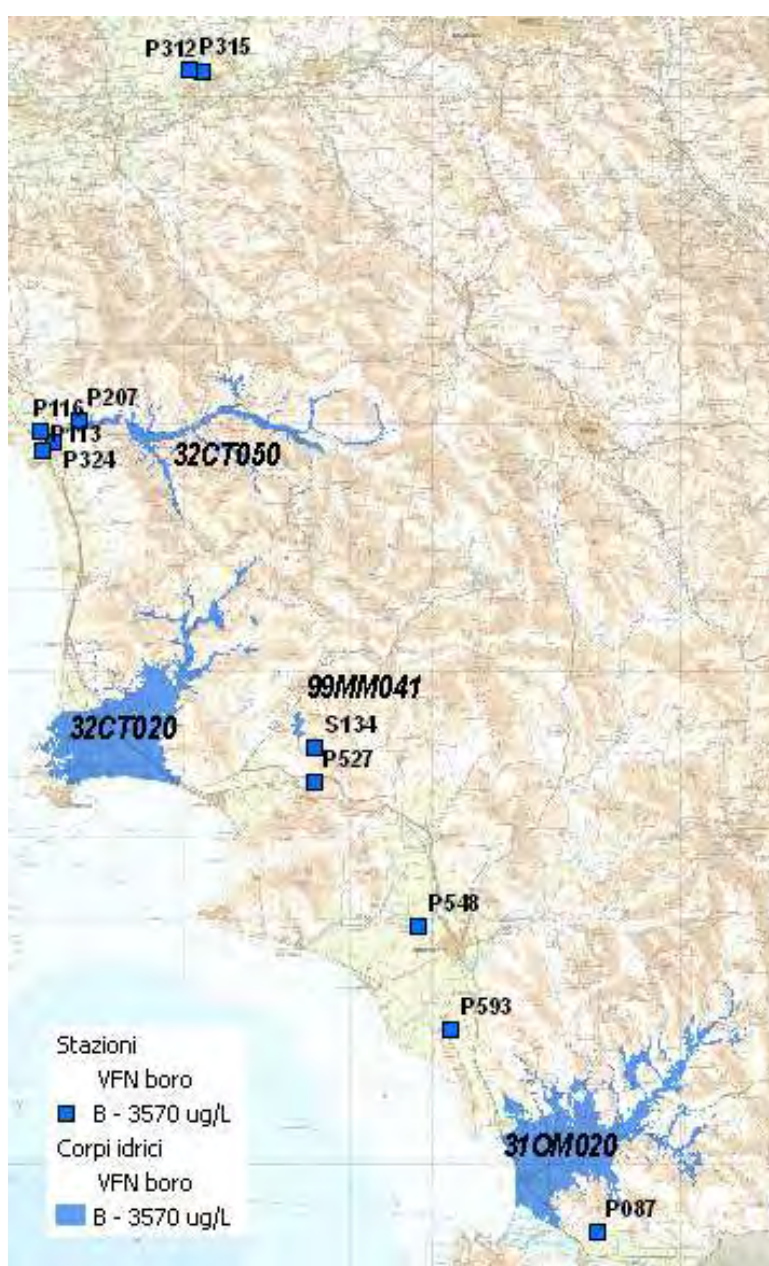 P312 P315
P116 P207
P113
P324
32CT050
99MM041
32CT020
S134
P527
P548
P593
31OM020
P087
Stazioni
VFN boro
B - 3570 ug/L
Corpi idrici
VFN boro
B - 3570 ug/L